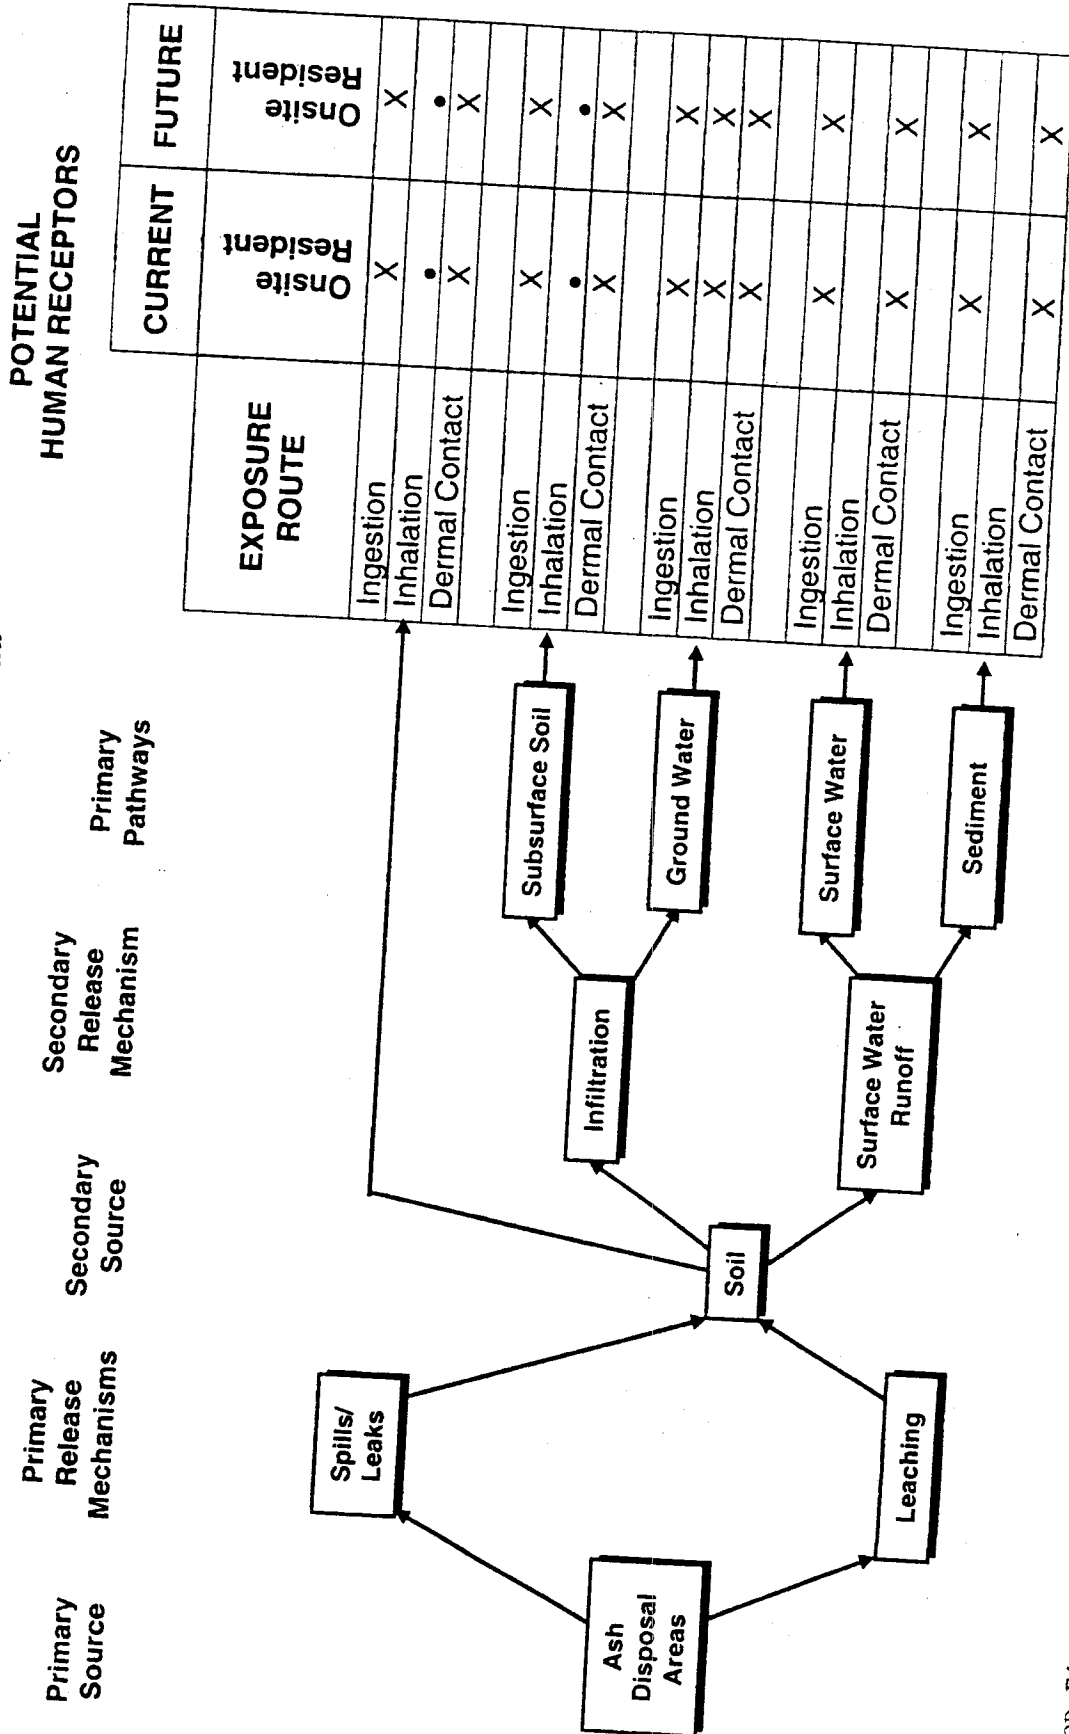 POTENTIAL
HUMAN RECEPTORS
Primary
Source
Primary
Release
Mechanisms
Secondary
Source
Secondary
Release
Mechanism
Primary
Pathways
EXPOSURE
ROUTE
CURRENT
FUTURE
Onsite
Resident
Onsite
Resident
Ash
Disposal
Areas
Spills/
Leaks
Leaching
Soil
Infiltration
Surface Water
Runoff
Subsurface Soil
Ground Water
Surface Water
Sediment
Ingestion X X
Inhalation • •
Dermal Contact X X
Ingestion X X
Inhalation • •
Dermal Contact X X
Ingestion X X
Inhalation X X
Dermal Contact X X
Ingestion X X
Inhalation
Dermal Contact X X
Ingestion X X
Inhalation
Dermal Contact X X